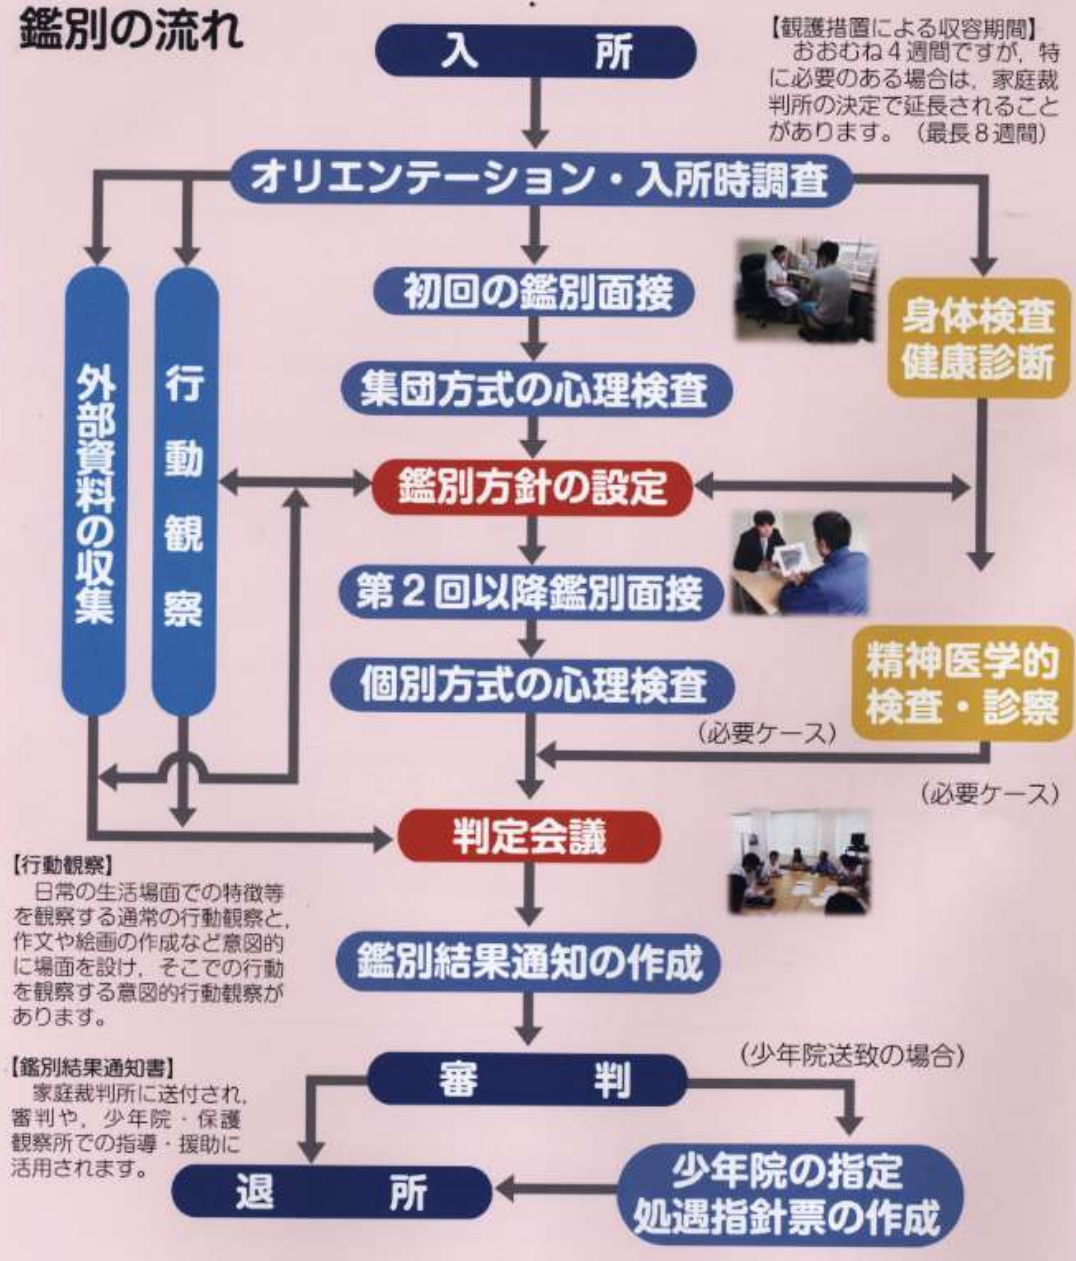 鑑別の流れ
入所
【観護措置による収容期間】
おおむね4週間ですが，特
に必要のある場合は，家庭裁
判所の決定で延長されること
があります。（最長8週間）
オリエンテーション・入所時調査
初回の鑑別面接
身体検査
健康診断
集団方式の心理検査
外部資料の収集
行動観察
鑑別方針の設定
第2回以降鑑別面接
個別方式の心理検査
精神医学的
検査・診察
（必要ケース）
（必要ケース）
判定会議
【行動観察】
日常の生活場面での特徴等
を観察する通常の行動観察と，
作文や絵画の作成など意図的
に場面を設け，そこでの行動
を観察する意図的行動観察が
あります。
鑑別結果通知の作成
【鑑別結果通知書】
家庭裁判所に送付され，
審判や，少年院・保護
観察所での指導・援助に
活用されます。
審判
（少年院送致の場合）
少年院の指定
処遇指針票の作成
退所